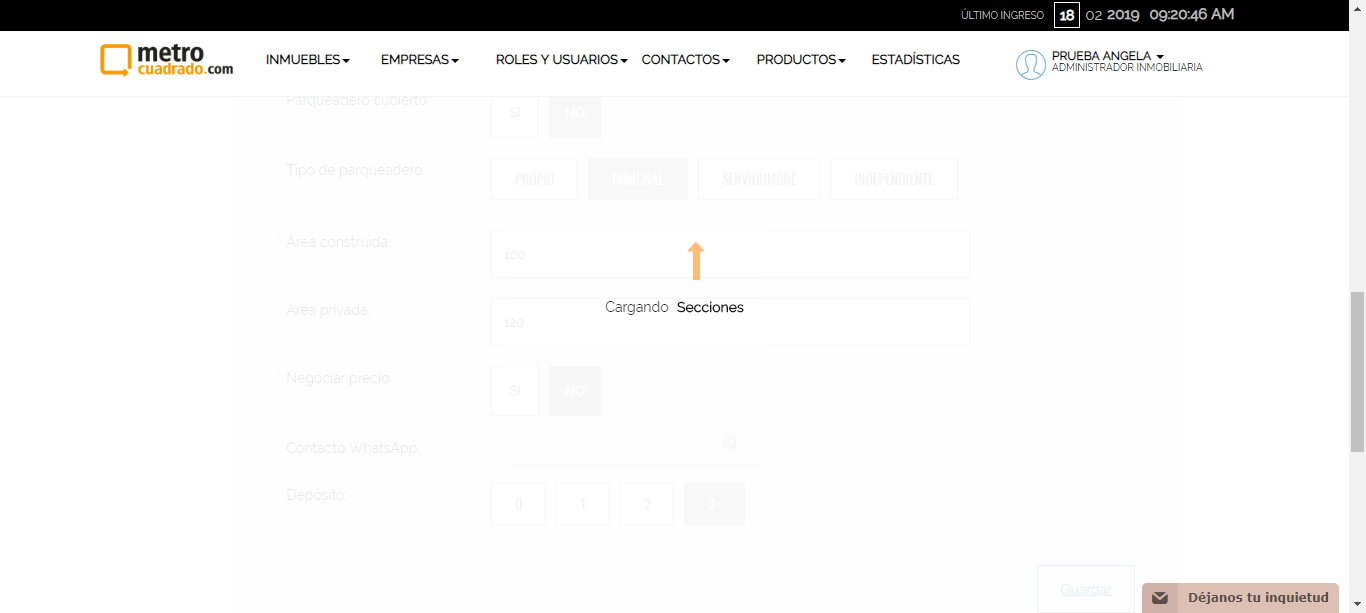 ÚLTIMO INGRESO 18 02 2019 09:20:46 AM
metro
cuadrado.com
INMUEBLES EMPRESAS ROLES Y USUARIOS CONTACTOS PRODUCTOS ESTADÍSTICAS
PRUEBA ANGELA
ADMINISTRADOR INMOBILIARIA
Parqueadero cubierto:
SI NO
Tipo de parqueadero:
PROPIO COMUNAL SERVIDUMBRE INDEPENDIENTE
* Area construida:
100
Cargando Secciones
* Area privada
120
* Negociar precio
SI NO
Contacto WhatsApp
Depósito
0 1 2 3+
Guardar
Déjanos tu inquietud